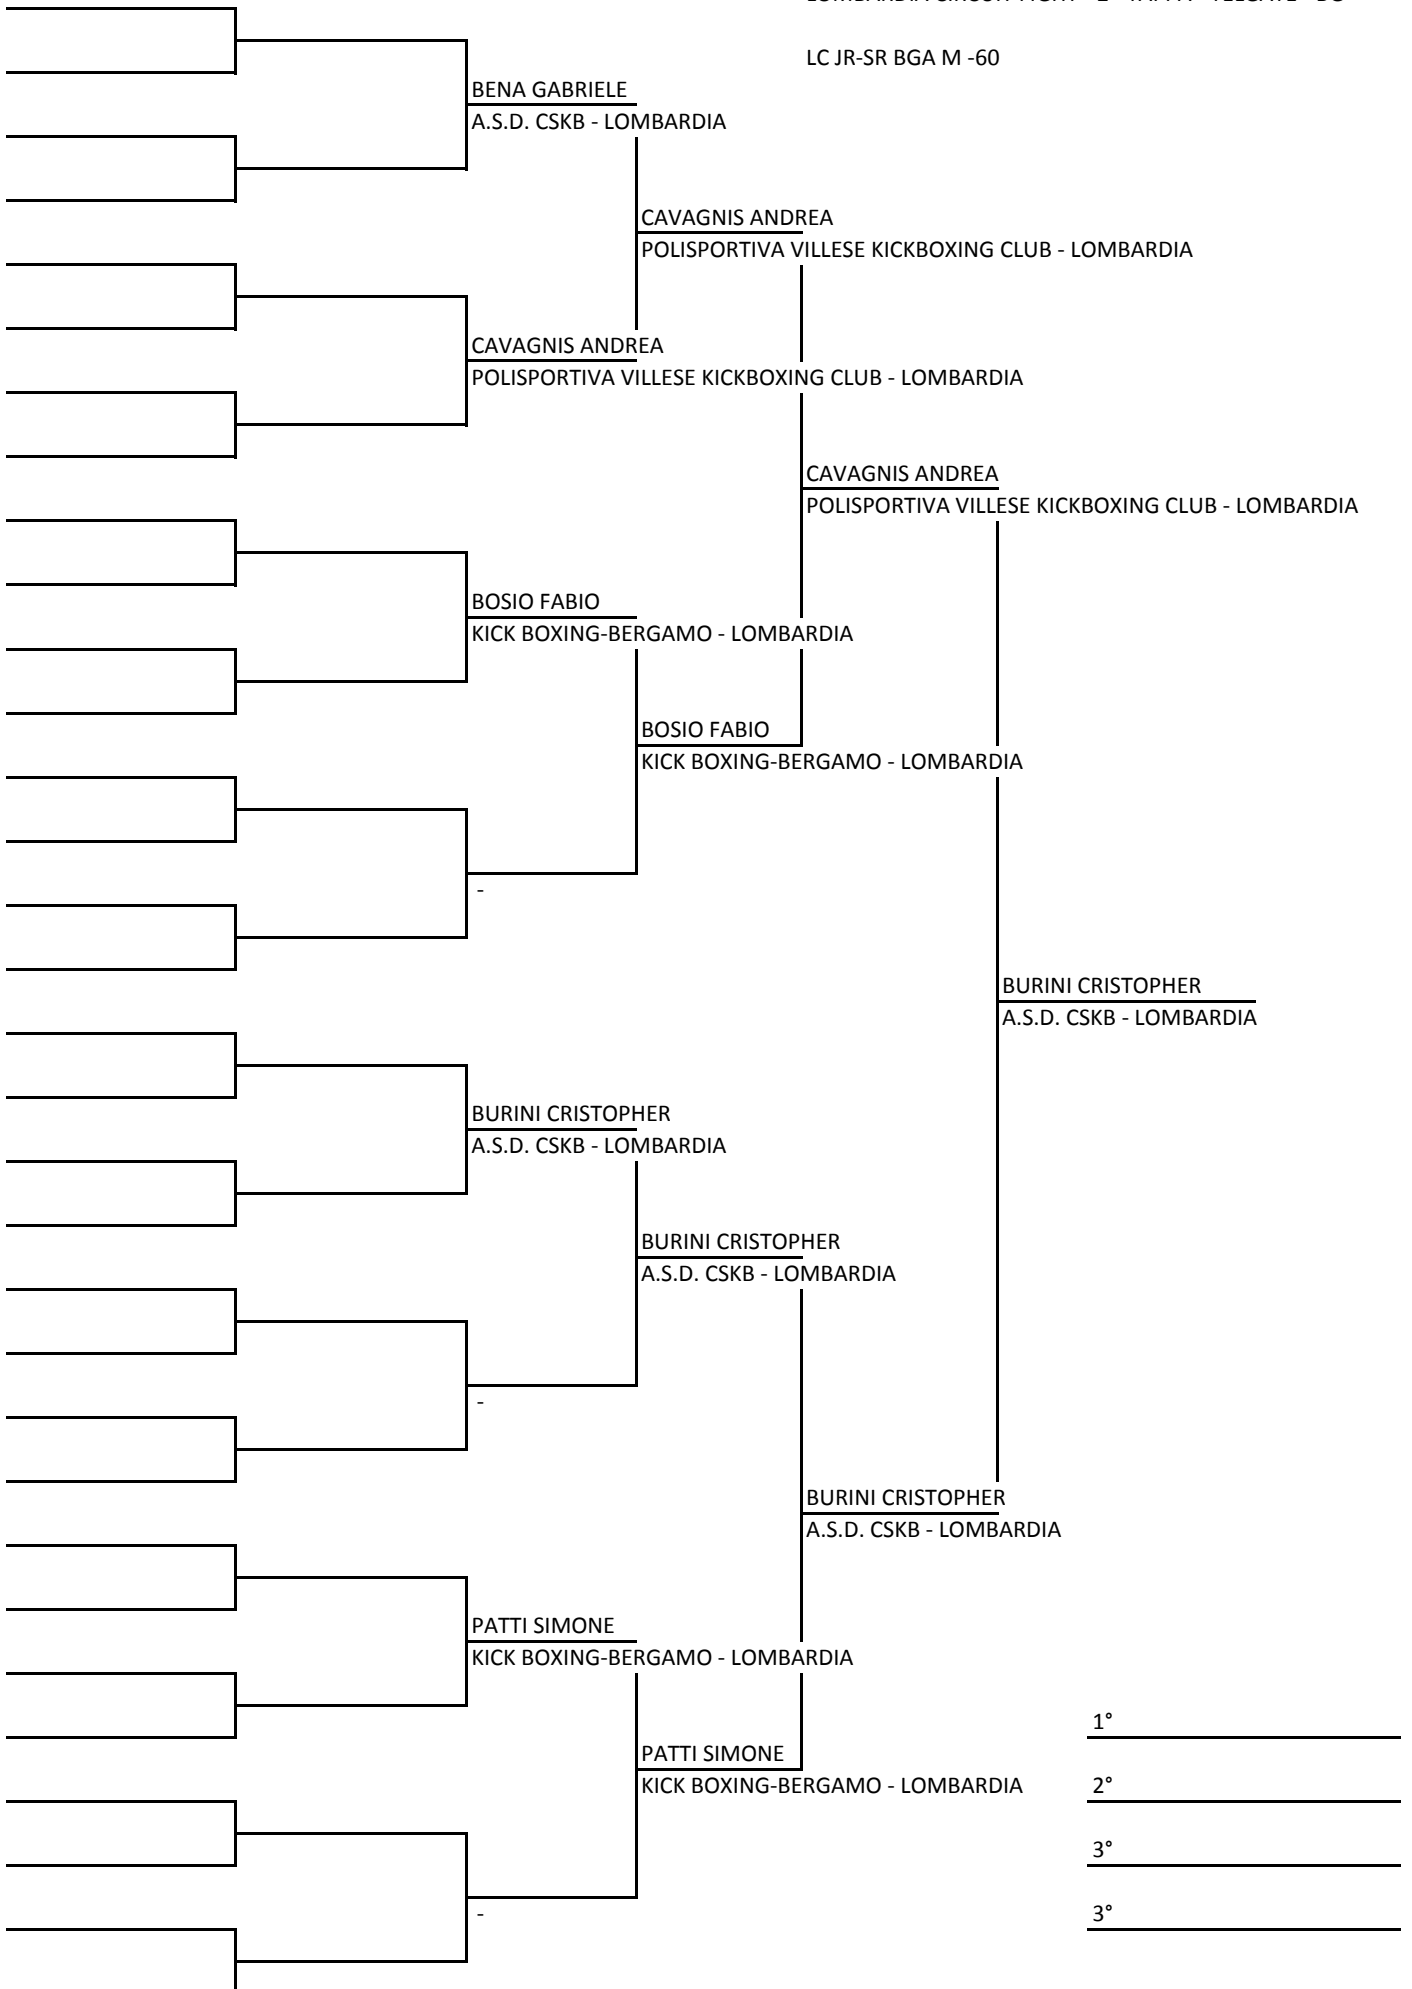 LC JR-SR BGA M -60
BENA GABRIELE
A.S.D. CSKB - LOMBARDIA
CAVAGNIS ANDREA
POLISPORTIVA VILLESE KICKBOXING CLUB - LOMBARDIA
CAVAGNIS ANDREA
POLISPORTIVA VILLESE KICKBOXING CLUB - LOMBARDIA
CAVAGNIS ANDREA
POLISPORTIVA VILLESE KICKBOXING CLUB - LOMBARDIA
BOSIO FABIO
KICK BOXING-BERGAMO - LOMBARDIA
BOSIO FABIO
KICK BOXING-BERGAMO - LOMBARDIA
-
BURINI CRISTOPHER
A.S.D. CSKB - LOMBARDIA
BURINI CRISTOPHER
A.S.D. CSKB - LOMBARDIA
BURINI CRISTOPHER
A.S.D. CSKB - LOMBARDIA
-
BURINI CRISTOPHER
A.S.D. CSKB - LOMBARDIA
PATTI SIMONE
KICK BOXING-BERGAMO - LOMBARDIA
1°
PATTI SIMONE
KICK BOXING-BERGAMO - LOMBARDIA
2°
3°
-
3°